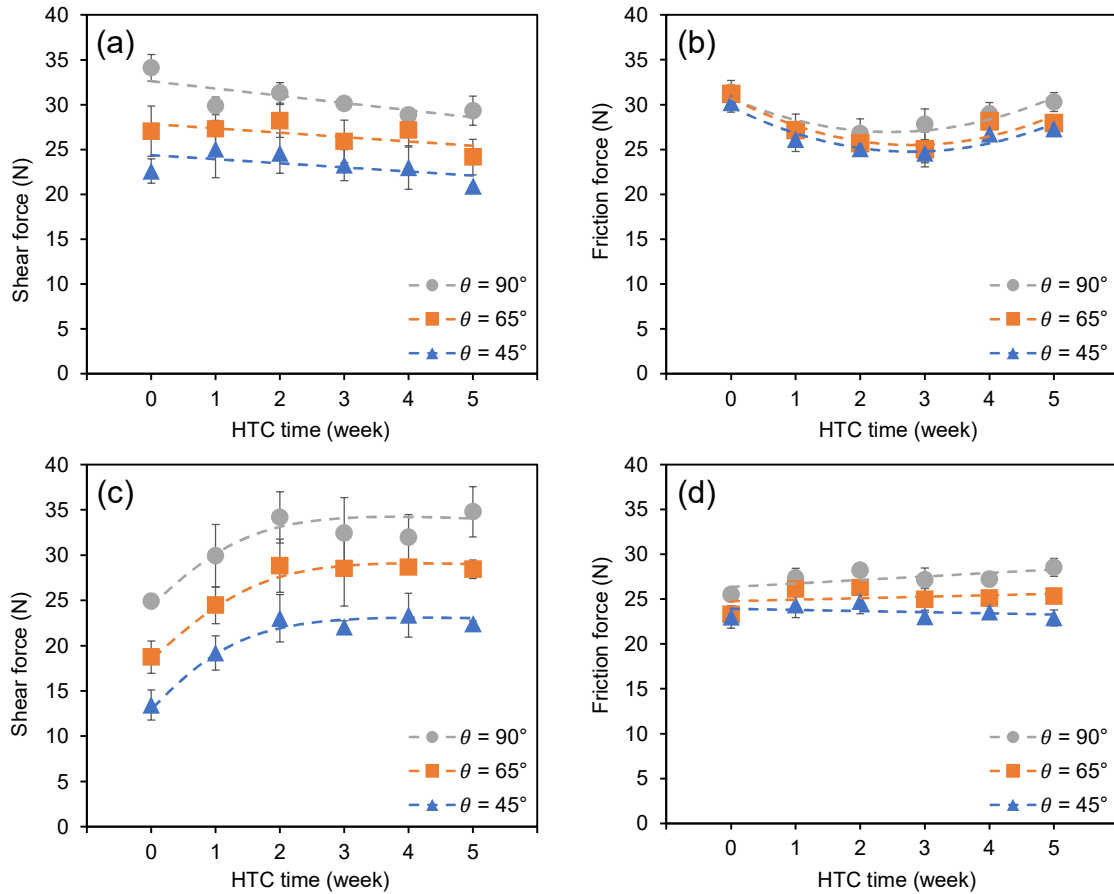 (a)
Shear force (N)
40
35
30
25
20
15
10
5
0
0 1 2 3 4 5
HTC time (week)
θ = 90°
θ = 65°
θ = 45°
(b)
Friction force (N)
40
35
30
25
20
15
10
5
0
0 1 2 3 4 5
HTC time (week)
θ = 90°
θ = 65°
θ = 45°
(c)
Shear force (N)
40
35
30
25
20
15
10
5
0
0 1 2 3 4 5
HTC time (week)
θ = 90°
θ = 65°
θ = 45°
(d)
Friction force (N)
40
35
30
25
20
15
10
5
0
0 1 2 3 4 5
HTC time (week)
θ = 90°
θ = 65°
θ = 45°